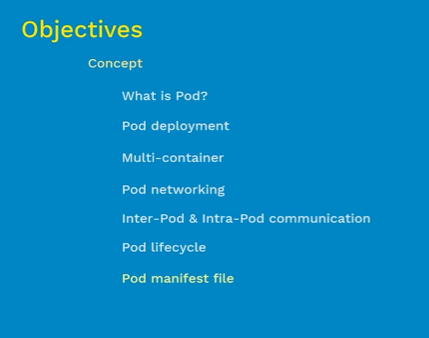 Objectives
Concept
What is Pod?
Pod deployment
Multi-container
Pod networking
Inter-Pod & Intra-Pod communication
Pod lifecycle
Pod manifest file